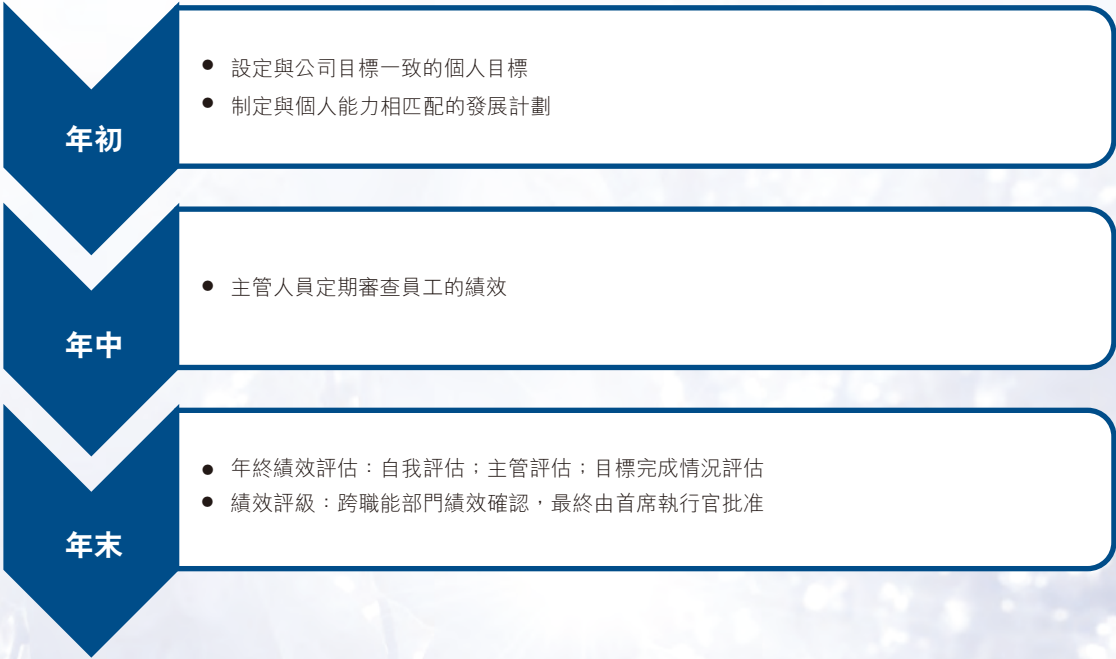 年初
● 設定與公司目標一致的個人目標
● 制定與個人能力相匹配的發展計劃
年中
● 主管人員定期審查員工的績效
年末
● 年終績效評估：自我評估；主管評估；目標完成情況評估
● 績效評級：跨職能部門績效確認，最終由首席執行官批准